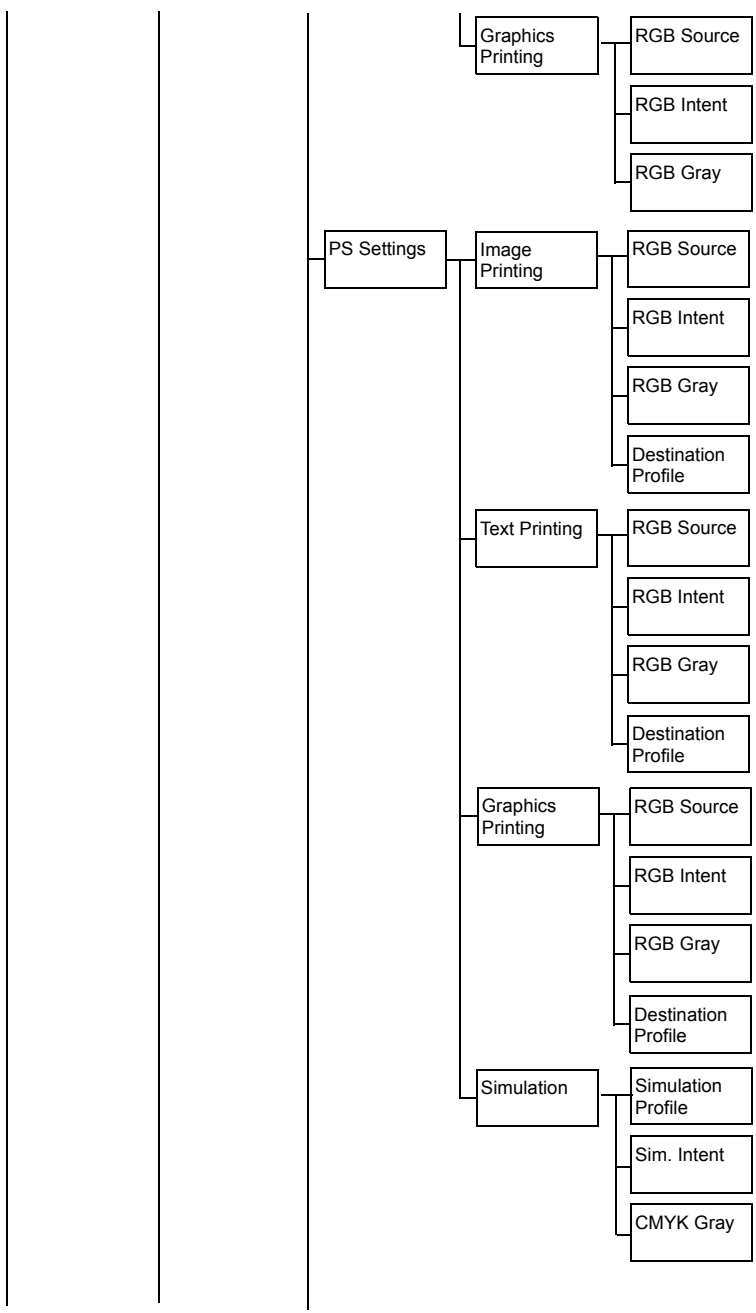 Graphics
Printing
RGB Source
RGB Intent
RGB Gray
PS Settings
Image
Printing
RGB Source
RGB Intent
RGB Gray
Destination
Profile
Text Printing
RGB Source
RGB Intent
RGB Gray
Destination
Profile
Graphics
Printing
RGB Source
RGB Intent
RGB Gray
Destination
Profile
Simulation
Simulation
Profile
Sim. Intent
CMYK Gray